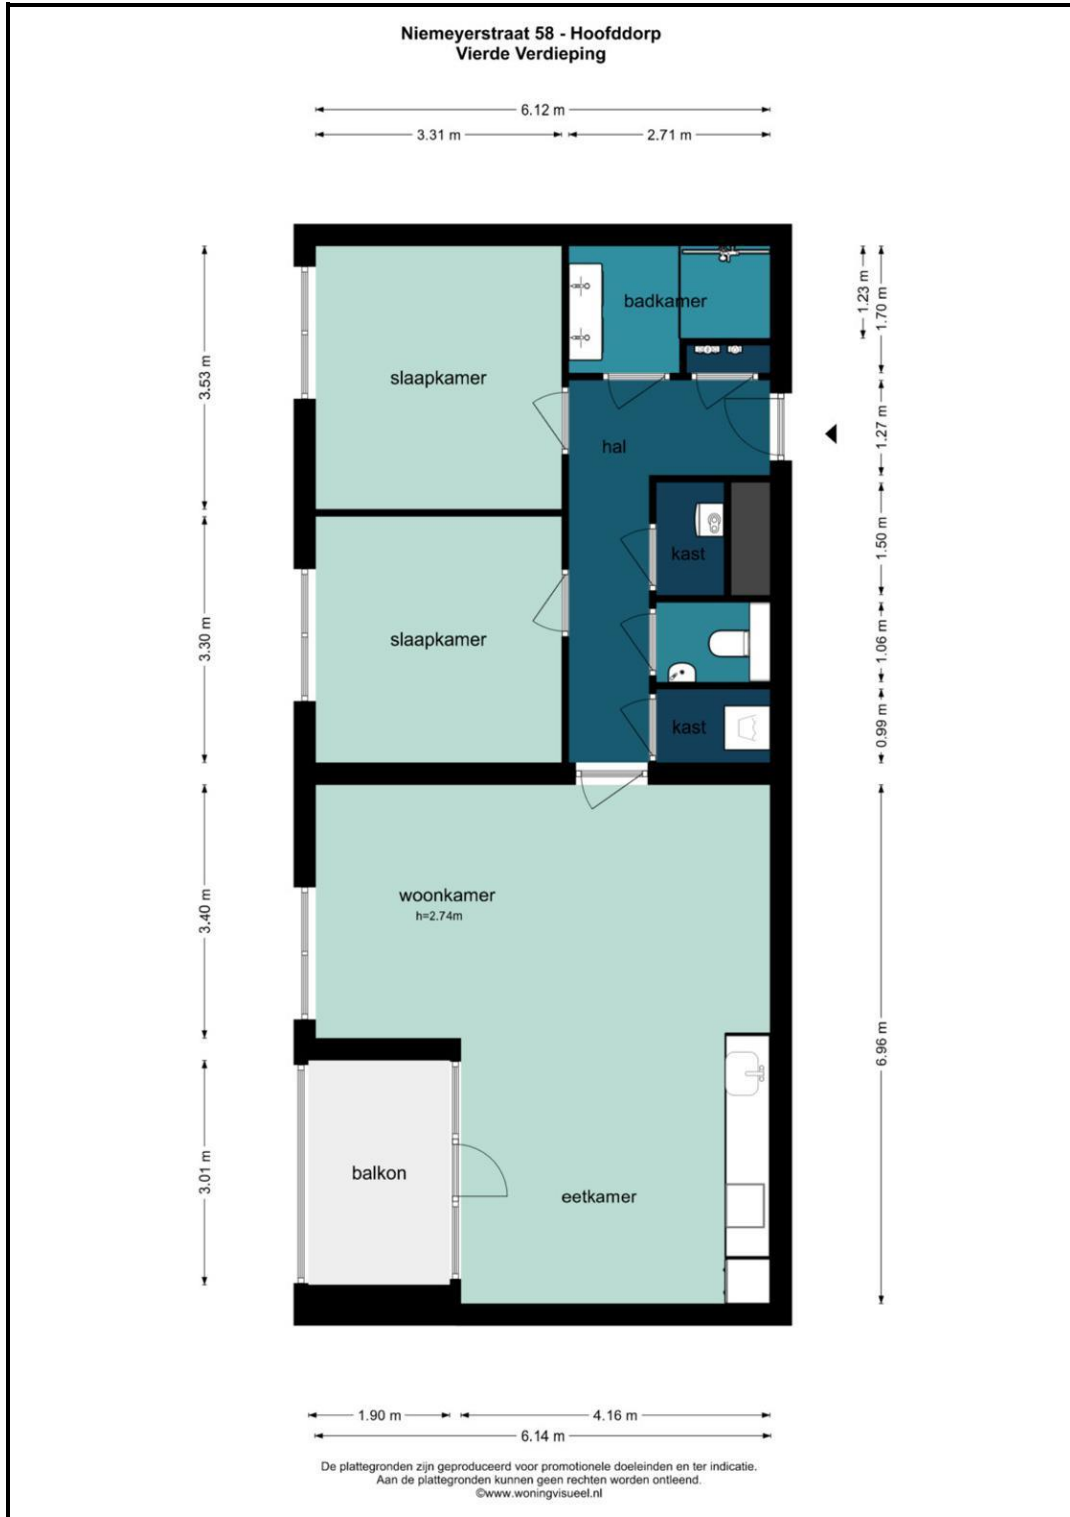 Niemeyerstraat 58 - Hoofddorp
Vierde Verdieping
6.12 m
3.31 m
2.71 m
badkamer
1.23 m
1.70 m
slaapkamer
3.53 m
hal
1.27 m
kast
1.50 m
slaapkamer
3.30 m
1.06 m
kast
0.99 m
woonkamer
h=2.74m
3.40 m
6.96 m
balkon
3.01 m
eetkamer
1.90 m
4.16 m
6.14 m
De plattegronden zijn geproduceerd voor promotionele doeleinden en ter indicatie.
Aan de plattegronden kunnen geen rechten worden ontleend.
©www.woningvisueel.nl